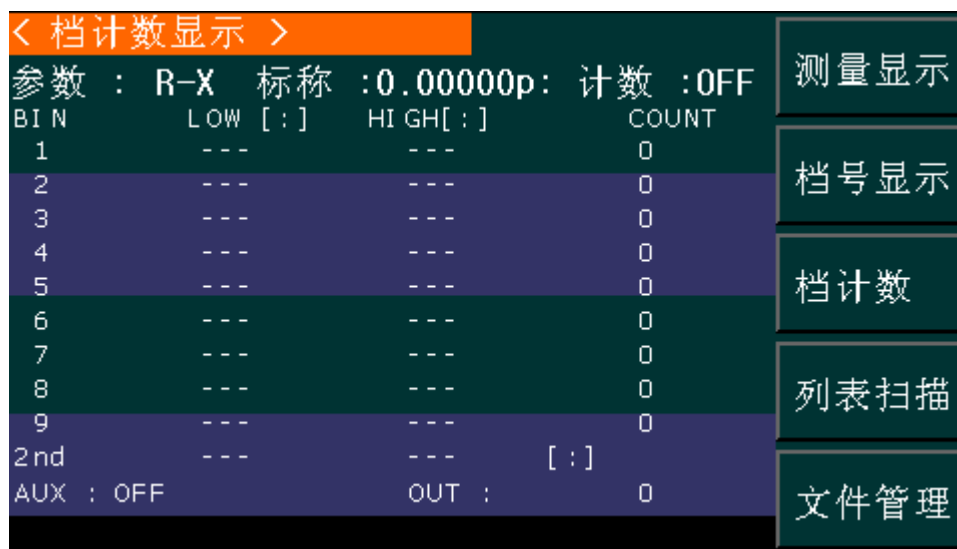 < 档计数显示 >
参数 : R-X 标称 :0.00000p: 计数 :OFF
BIN LOW [:] HIGH[:] COUNT
1 --- --- 0
2 --- --- 0
3 --- --- 0
4 --- --- 0
5 --- --- 0
6 --- --- 0
7 --- --- 0
8 --- --- 0
9 --- --- 0
2nd --- --- [:]
AUX : OFF OUT : 0
测量显示
档号显示
档计数
列表扫描
文件管理